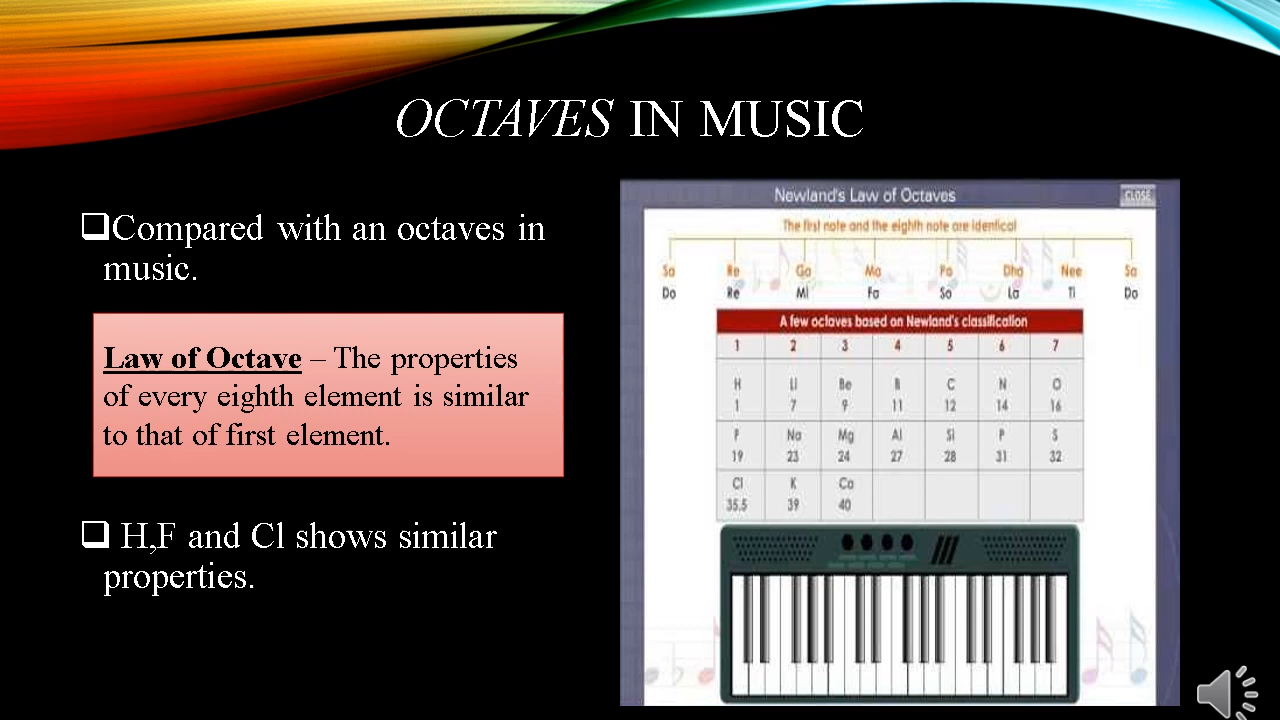 OCTAVES IN MUSIC
Compared with an octaves in
music.
Law of Octave – The properties
of every eighth element is similar
to that of first element.
H,F and Cl shows similar
properties.
Newland's Law of Octaves
CLOSE
The first note and the eighth note are identical
Sa Re Ga Ma Pa Dha Nee Sa
Do Re Mi Fa So La Ti Do
A few octaves based on Newland's classification
1 2 3 4 5 6 7
H Li Be B C N O
1 7 9 11 12 14 16
F Na Mg Al Si P S
19 23 24 27 28 31 32
Cl K Ca
35.5 39 40